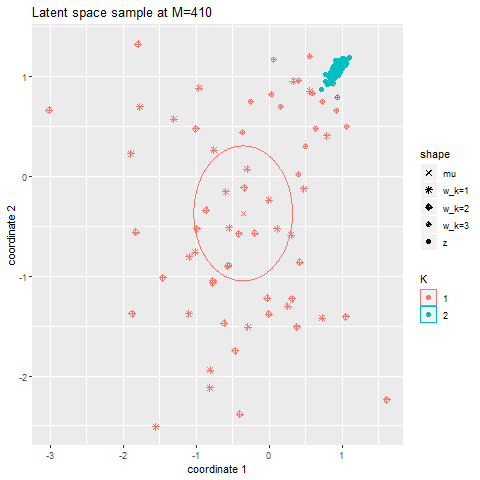 Latent space sample at M=410
coordinate 2
1
0
-1
-2
-3
-2
-1
0
1
coordinate 1
shape
mu
w_k=1
w_k=2
w_k=3
z
K
1
2